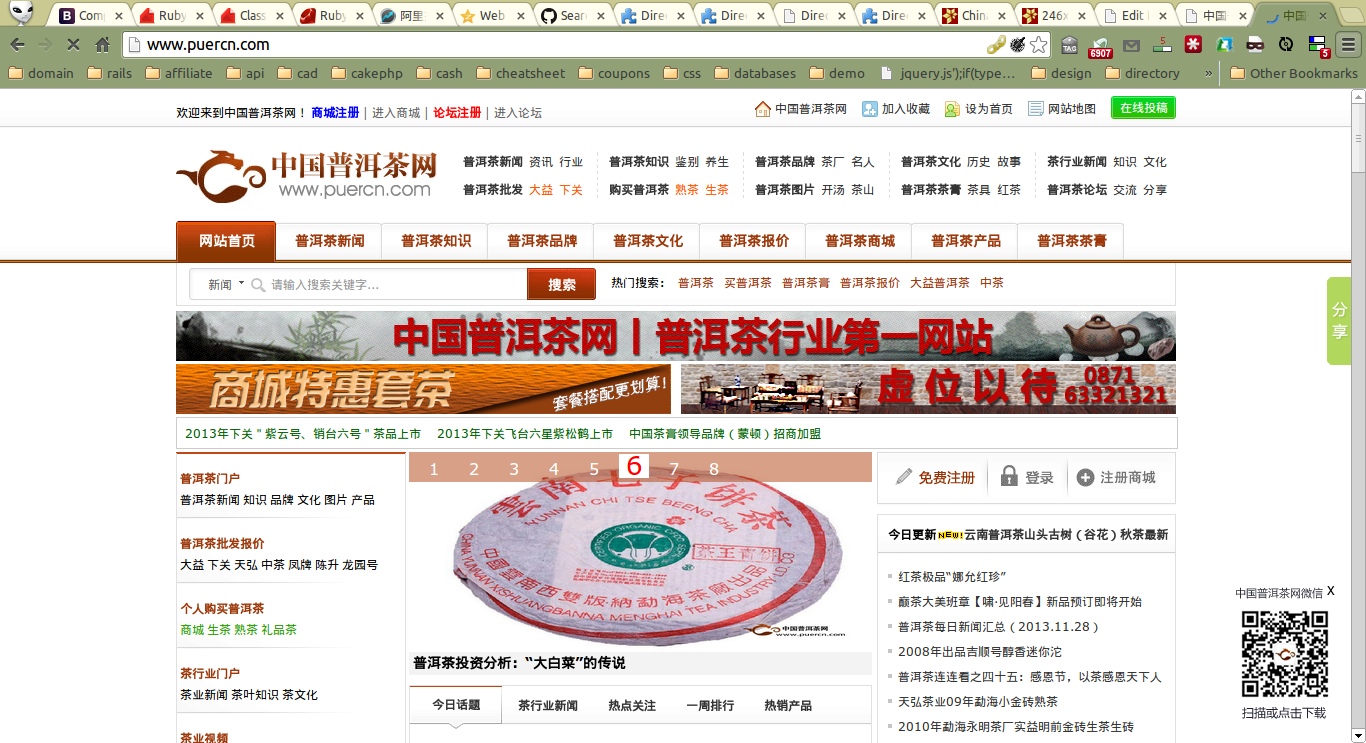 Comp Ruby Class Ruby 阿里 Web Sear Direc Direc Direc Direc China 246x Edit 中国 中国
www.puercn.com
TAG 6907 5 5
domain rails affiliate api cad cakephp cash cheatsheet coupons css databases demo jquery.js');if(type... design directory » Other Bookmarks
欢迎来到中国普洱茶网！ 商城注册 | 进入商城 | 论坛注册 | 进入论坛 中国普洱茶网 加入收藏 设为首页 网站地图 在线投稿
中国普洱茶网
www.puercn.com
普洱茶新闻 资讯 行业 普洱茶知识 鉴别 养生 普洱茶品牌 茶厂 名人 普洱茶文化 历史 故事 茶行业新闻 知识 文化
普洱茶批发 大益 下关 购买普洱茶 熟茶 生茶 普洱茶图片 开汤 茶山 普洱茶茶膏 茶具 红茶 普洱茶论坛 交流 分享
网站首页 普洱茶新闻 普洱茶知识 普洱茶品牌 普洱茶文化 普洱茶报价 普洱茶商城 普洱茶产品 普洱茶茶膏
新闻 请输入搜索关键字... 搜索 热门搜索： 普洱茶 买普洱茶 普洱茶膏 普洱茶报价 大益普洱茶 中茶
分享
中国普洱茶网丨普洱茶行业第一网站
商城特惠套茶 套餐搭配更划算！
虚位以待 0871 63321321
2013年下关＂紫云号、销台六号＂茶品上市 2013年下关飞台六星紫松鹤上市 中国茶膏领导品牌（蒙顿）招商加盟
普洱茶门户
普洱茶新闻 知识 品牌 文化 图片 产品
普洱茶批发报价
大益 下关 天弘 中茶 凤牌 陈升 龙园号
个人购买普洱茶
商城 生茶 熟茶 礼品茶
茶行业门户
茶业新闻 茶叶知识 茶文化
茶业视频
1 2 3 4 5 6 7 8
雲南七子饼茶
YUNNAN CHI TSE BEENG CHA
CERTIFIED ORGANIC
茶王青餅
中國雲南西雙版納勐海茶廠出品
CHINA YUNNAN XISHUANGBANNA MENGHAI TEA INDUSTRY LTD.CO
中国普洱茶网
www.puercn.com
普洱茶投资分析：“大白菜”的传说
今日话题 茶行业新闻 热点关注 一周排行 热销产品
免费注册 登录 注册商城
今日更新 NEW! 云南普洱茶山头古树（谷花）秋茶最新
红茶极品“娜允红珍”
巅茶大美班章【啸·见阳春】新品预订即将开始
普洱茶每日新闻汇总（2013.11.28）
2008年出品吉顺号醇香迷你沱
普洱茶连连看之四十五：感恩节，以茶感恩天下人
天弘茶业09年勐海小金砖熟茶
2010年勐海永明茶厂实益明前金砖生茶生砖
中国普洱茶网微信 X
扫描或点击下载